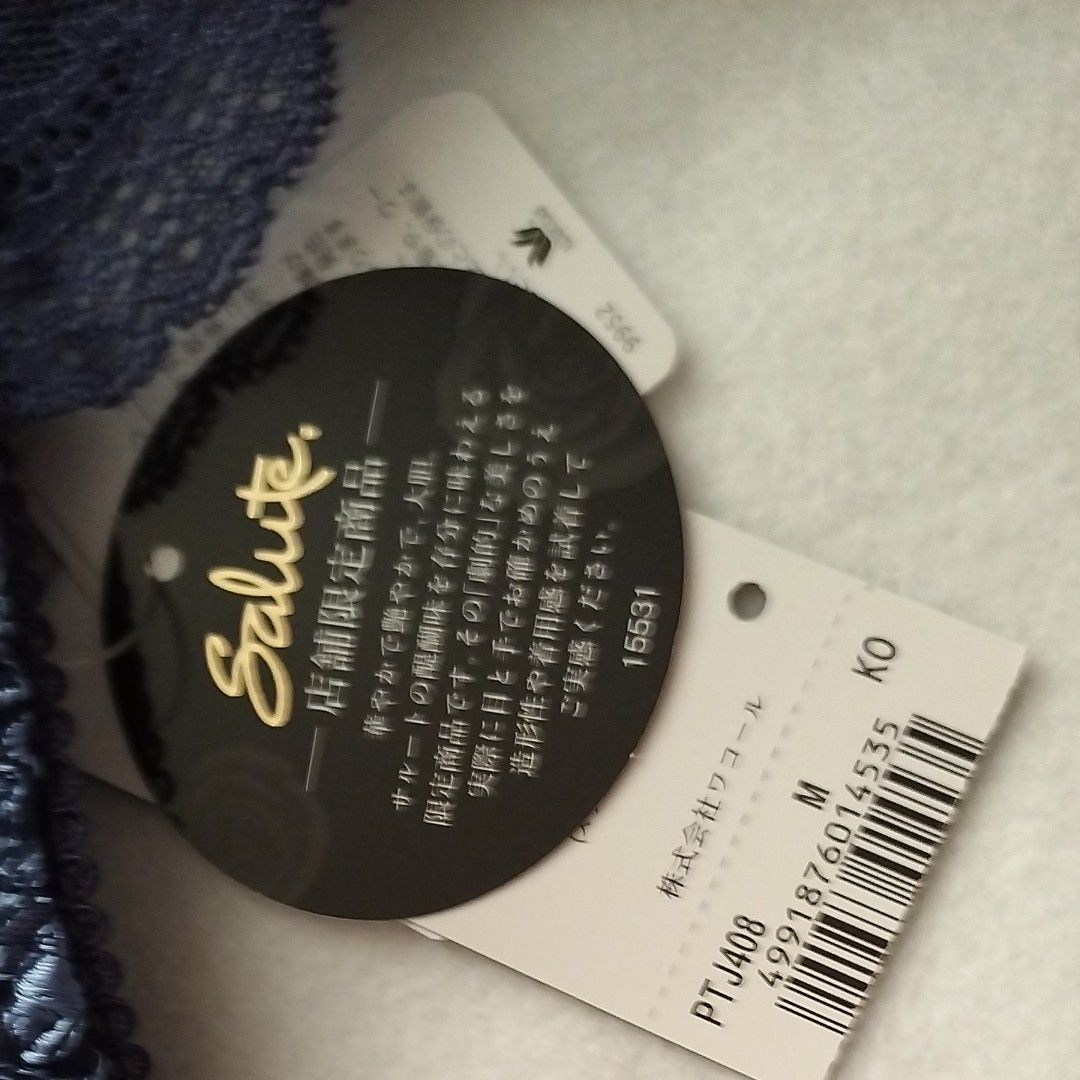 Salute.
店舗限定商品
華やかで艶やかで、大胆。
サルートの醍醐味を存分に味わえる
限定商品です。その「劇的」な美しさを
実際に目と手でお確かめのうえ
造形性や着用感を試着して
ご実感ください。
15531
9952
株式会社ワコール
PTJ408 M KO
4991876014535